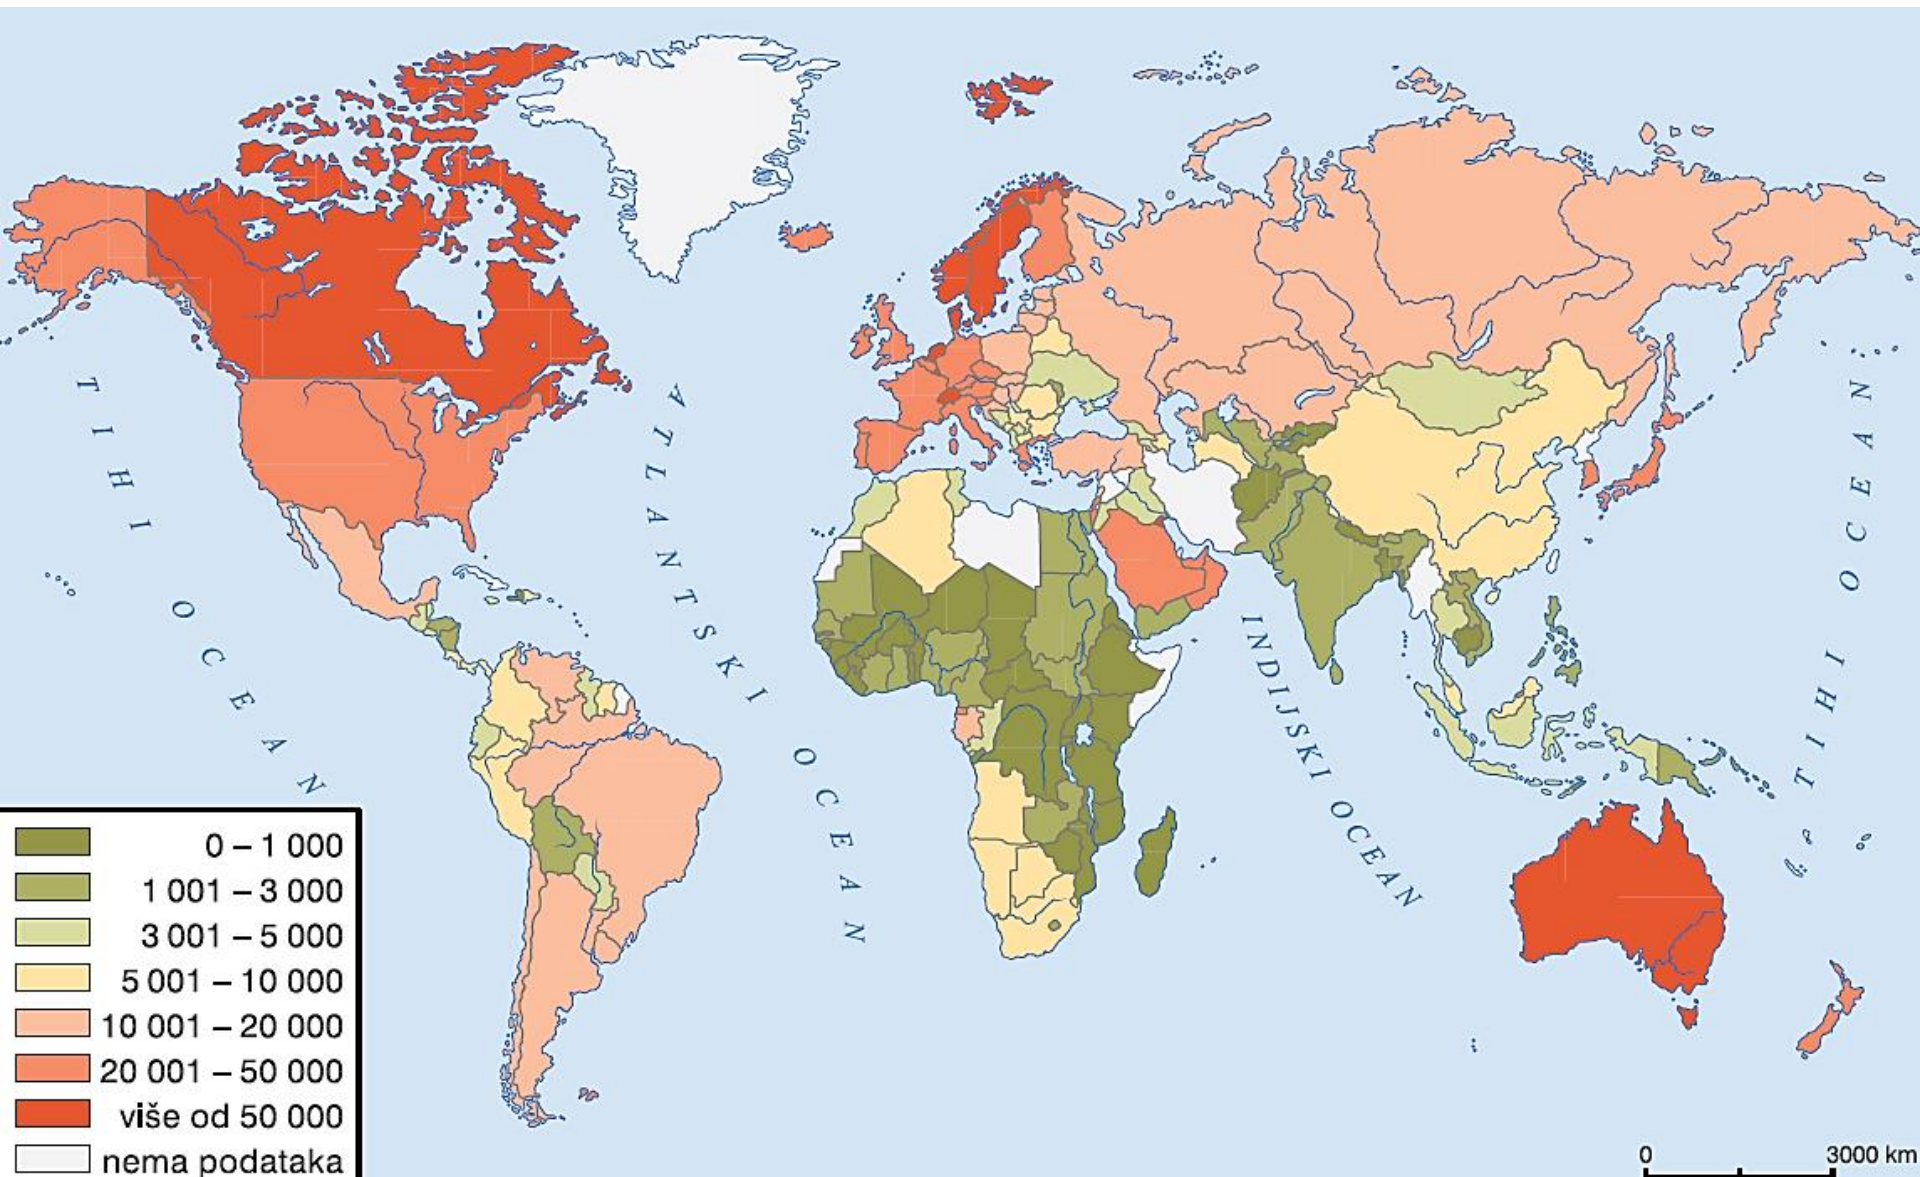 TIHI OCEAN
ATLANTSKI OCEAN
INDIJSKI OCEAN
TIHI OCEAN
0 – 1 000
1 001 – 3 000
3 001 – 5 000
5 001 – 10 000
10 001 – 20 000
20 001 – 50 000
više od 50 000
nema podataka
0 3000 km